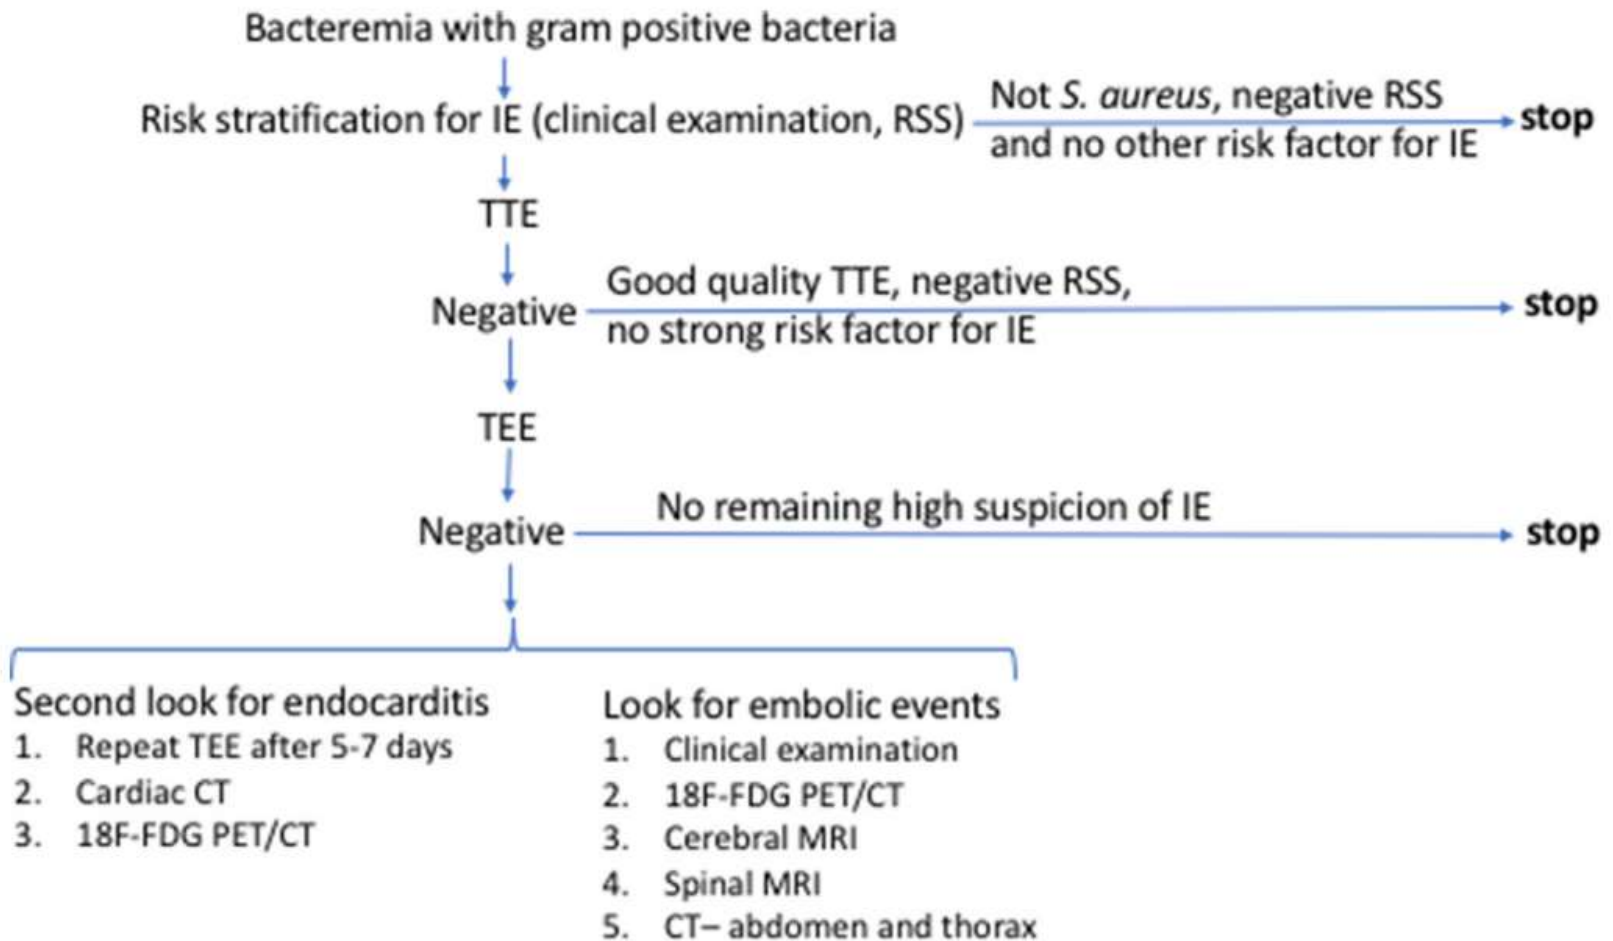 Bacteremia with gram positive bacteria
Risk stratification for IE (clinical examination, RSS)
Not S. aureus, negative RSS
and no other risk factor for IE
stop
TTE
Negative
Good quality TTE, negative RSS,
no strong risk factor for IE
stop
TEE
Negative
No remaining high suspicion of IE
stop
Second look for endocarditis
1. Repeat TEE after 5-7 days
2. Cardiac CT
3. 18F-FDG PET/CT
Look for embolic events
1. Clinical examination
2. 18F-FDG PET/CT
3. Cerebral MRI
4. Spinal MRI
5. CT– abdomen and thorax